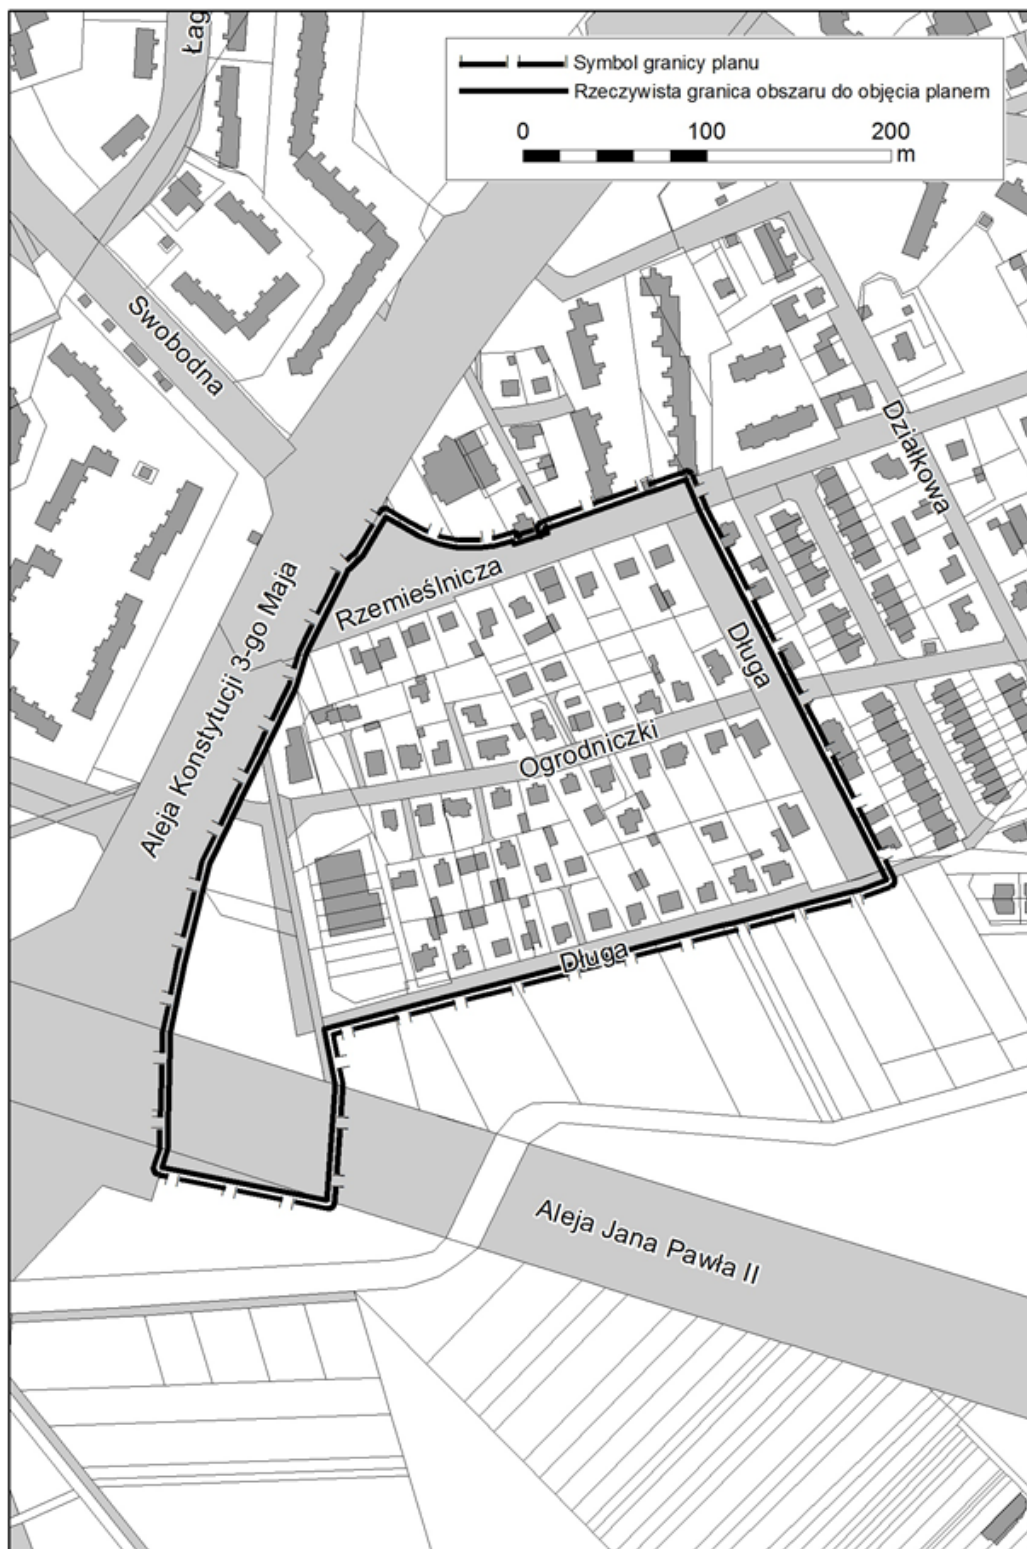 Łag
Symbol granicy planu
Rzeczywista granica obszaru do objęcia planem
0 100 200
m
Swobodna
Działkowa
Rzemieślnicza
Aleja Konstytucji 3-go Maja
Długa
Ogrodniczki
Długa
Aleja Jana Pawła II